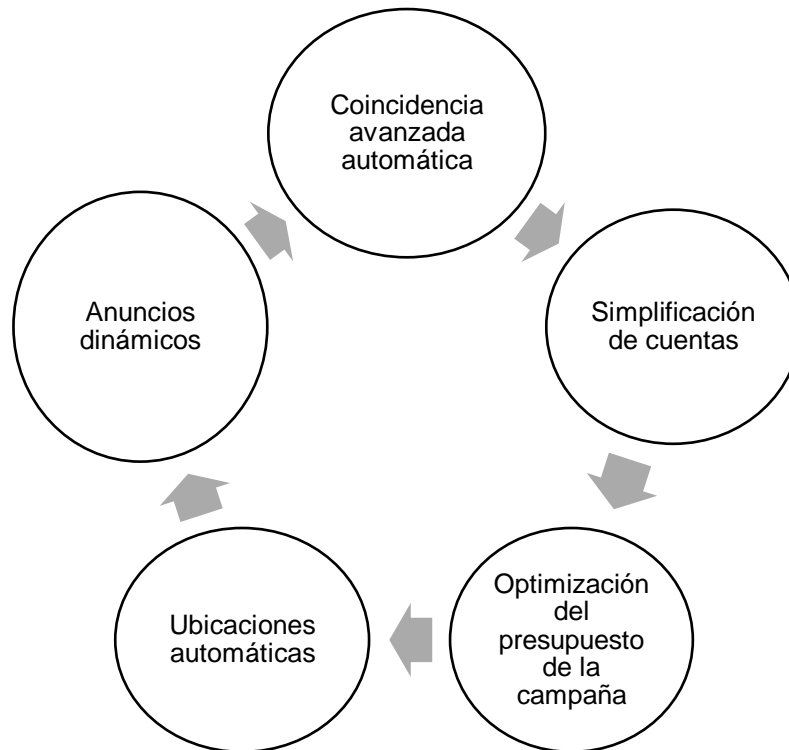 Coincidencia
avanzada
automática
Simplificación
de cuentas
Optimización
del
presupuesto
de la
campaña
Ubicaciones
automáticas
Anuncios
dinámicos